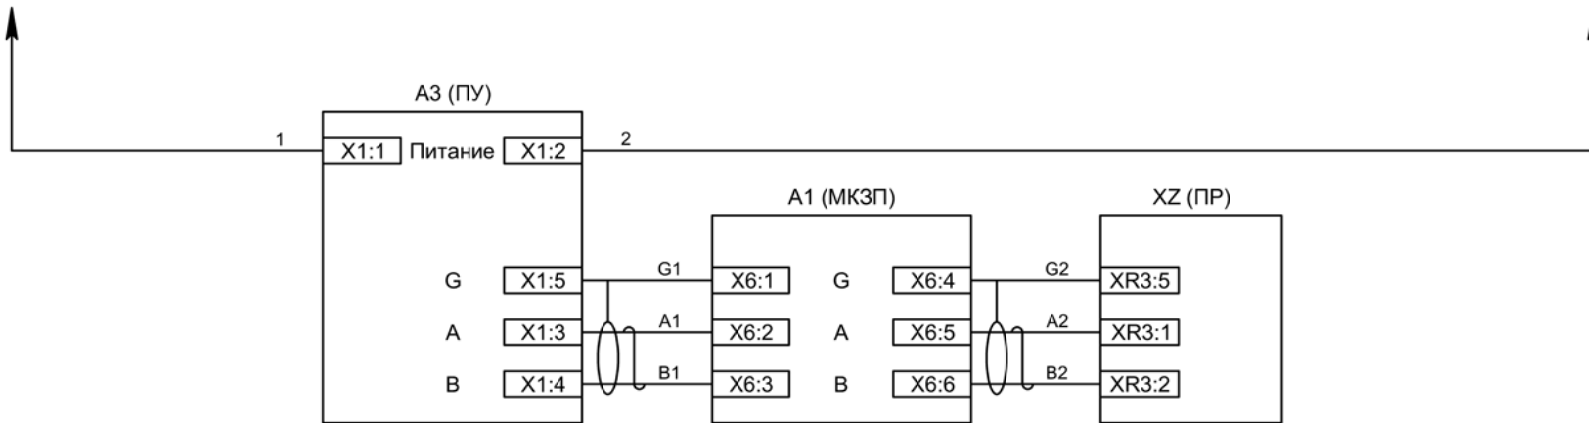 A3 (ПУ)
1 X1:1 Питание X1:2 2
A1 (МКЗП) XZ (ПР)
G X1:5 G1 X6:1 G X6:4 G2 XR3:5
A X1:3 A1 X6:2 A X6:5 A2 XR3:1
B X1:4 B1 X6:3 B X6:6 B2 XR3:2